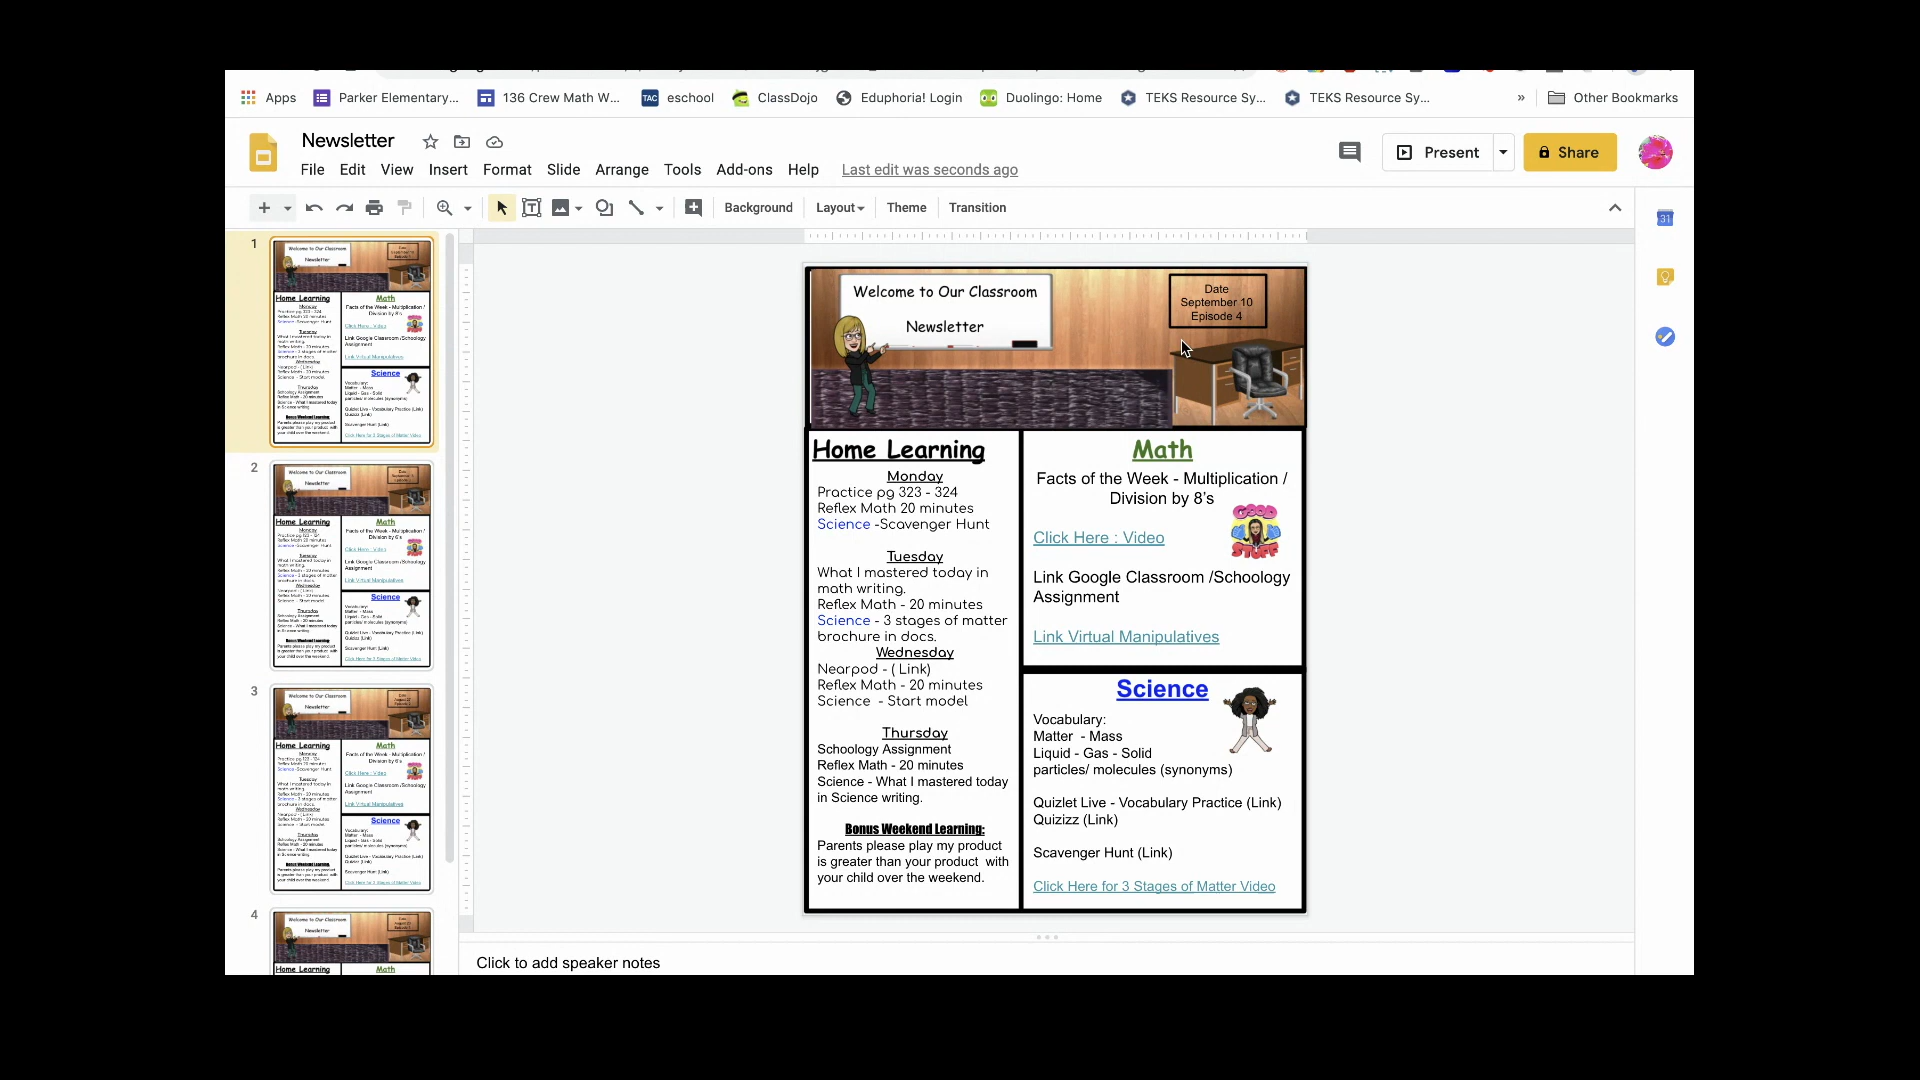 Apps
Parker Elementary...
136 Crew Math W...
TAC
eschool
ClassDojo
Eduphoria! Login
Duolingo: Home
TEKS Resource Sy...
TEKS Resource Sy...
»
Other Bookmarks
Newsletter
File Edit View Insert Format Slide Arrange Tools Add-ons Help Last edit was seconds ago
Present
Share
Background Layout Theme Transition
31
1
2
3
4
Welcome to Our Classroom
Newsletter
Date
September 10
Episode 4
Home Learning
Monday
Practice pg 323 - 324
Reflex Math 20 minutes
Science -Scavenger Hunt
Tuesday
What I mastered today in
math writing.
Reflex Math - 20 minutes
Science - 3 stages of matter
brochure in docs.
Wednesday
Nearpod - ( Link)
Reflex Math - 20 minutes
Science - Start model
Thursday
Schoology Assignment
Reflex Math - 20 minutes
Science - What I mastered today
in Science writing.
Bonus Weekend Learning:
Parents please play my product
is greater than your product with
your child over the weekend.
Math
Facts of the Week - Multiplication /
Division by 8's
GOOD
STUFF
Click Here : Video
Link Google Classroom /Schoology
Assignment
Link Virtual Manipulatives
Science
Vocabulary:
Matter - Mass
Liquid - Gas - Solid
particles/ molecules (synonyms)
Quizlet Live - Vocabulary Practice (Link)
Quizizz (Link)
Scavenger Hunt (Link)
Click Here for 3 Stages of Matter Video
Click to add speaker notes